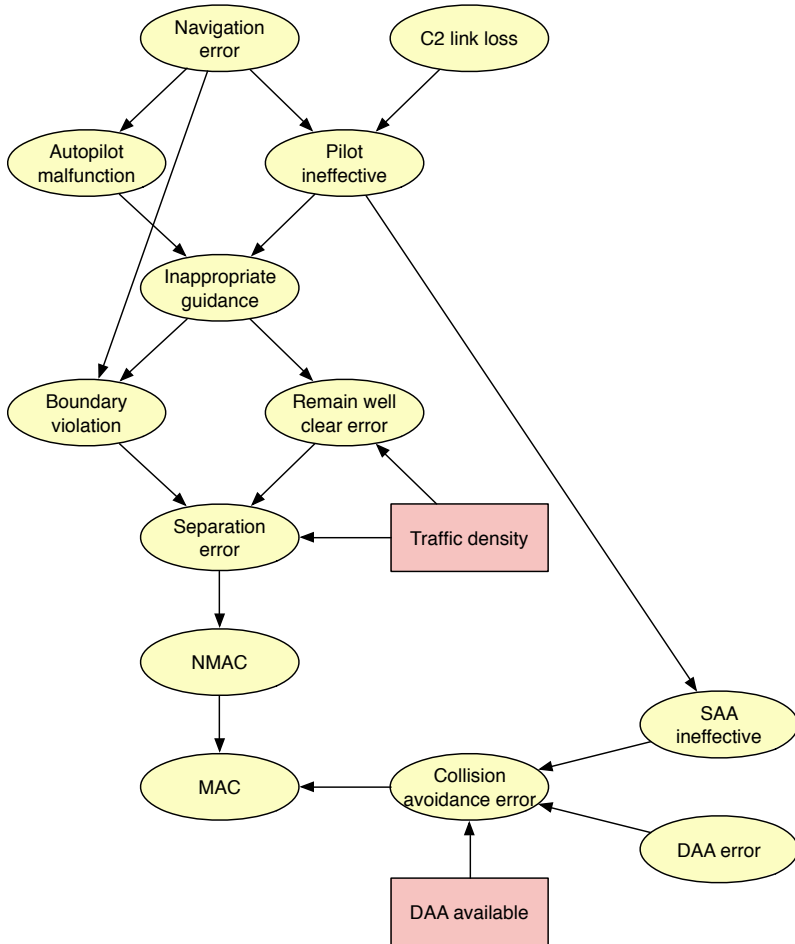 Navigation
error
C2 link loss
Autopilot
malfunction
Pilot
ineffective
Inappropriate
guidance
Boundary
violation
Remain well
clear error
Separation
error
Traffic density
NMAC
SAA
ineffective
MAC
Collision
avoidance error
DAA error
DAA available